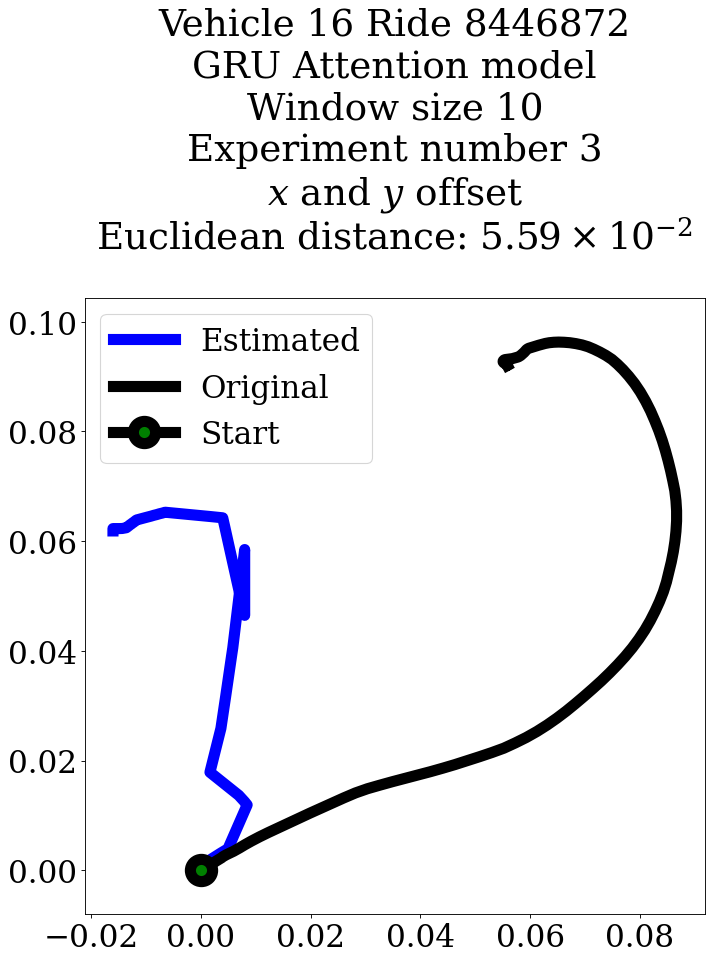 Vehicle 16 Ride 8446872
GRU Attention model
Window size 10
Experiment number 3
x and y offset
Euclidean distance: 5.59 × 10⁻²
Estimated
Original
Start
0.10
0.08
0.06
0.04
0.02
0.00
−0.02 0.00 0.02 0.04 0.06 0.08